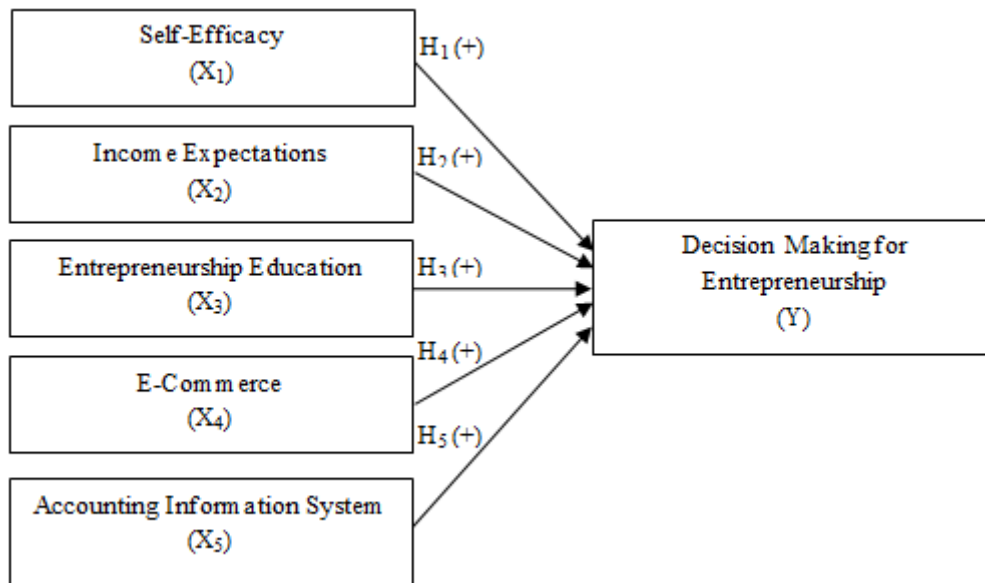 Self-Efficacy
(X₁)
H₁(+)
Income Expectations
(X₂)
H₂(+)
Entrepreneurship Education
(X₃)
H₃(+)
E-Commerce
(X₄)
H₄(+)
Accounting Information System
(X₅)
H₅(+)
Decision Making for
Entrepreneurship
(Y)